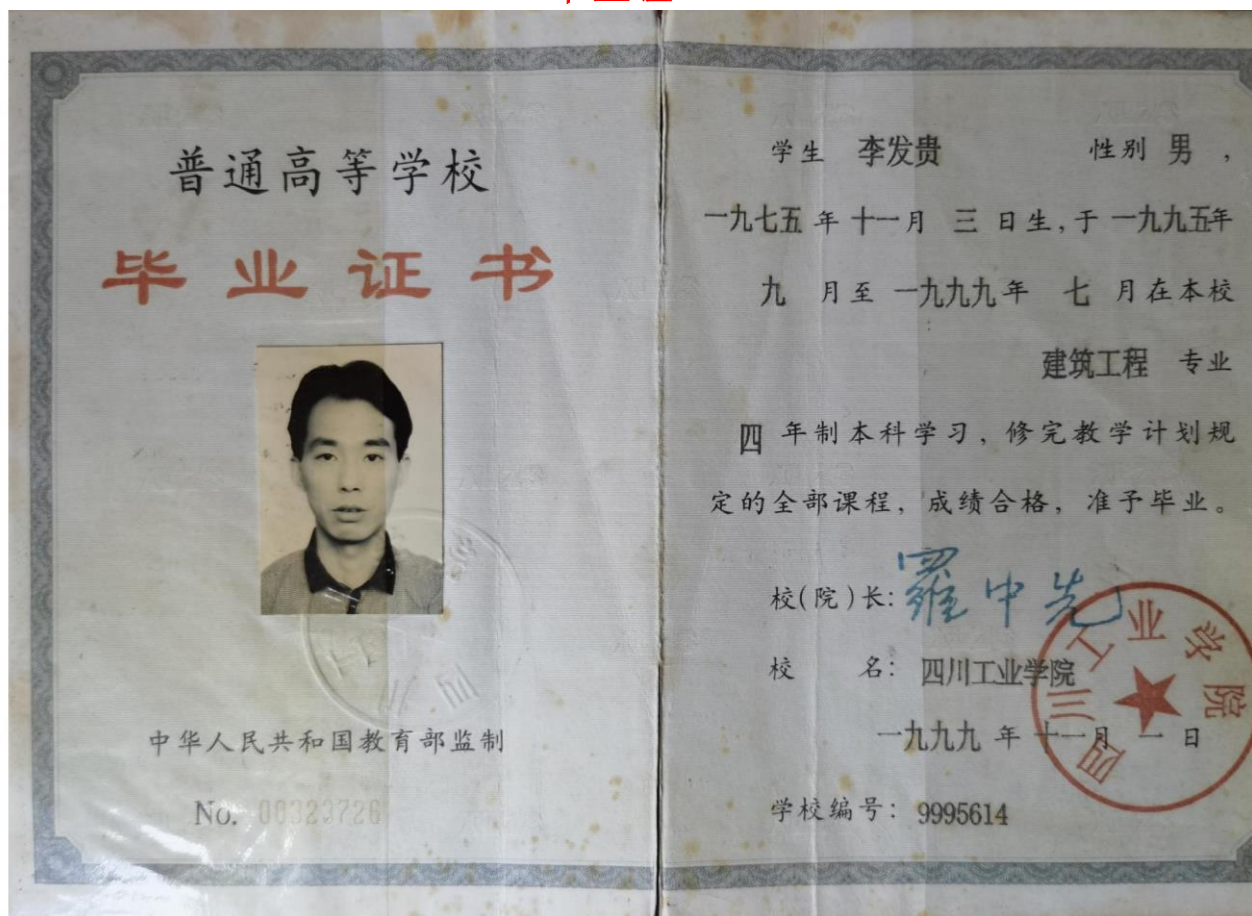 普通高等学校
毕业证书
中华人民共和国教育部监制
No. 00323726
学生 李发贵 性别 男,
一九七五年十一月三日生,于一九九五年
九月至一九九九年七月在本校
建筑工程 专业
四年制本科学习,修完教学计划规
定的全部课程,成绩合格,准予毕业。
校(院)长:羅中先
校名:四川工业学院
一九九九年十一月一日
学校编号:9995614
四川工业学院